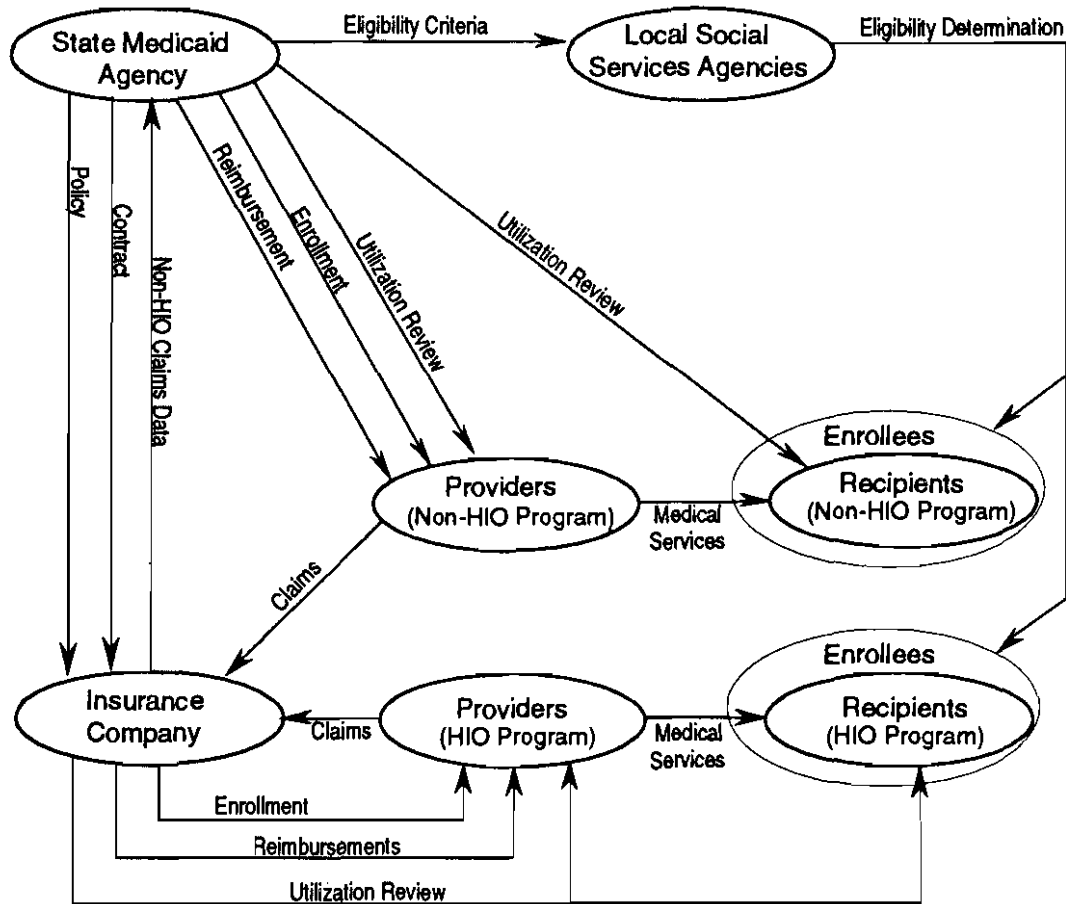 State Medicaid
Agency
Eligibility Criteria
Local Social
Services Agencies
Eligibility Determination
Policy
Contract
Non-HIO Claims Data
Reimbursement
Enrollment
Utilization Review
Utilization Review
Enrollees
Providers
(Non-HIO Program)
Medical
Services
Recipients
(Non-HIO Program)
Claims
Insurance
Company
Claims
Providers
(HIO Program)
Medical
Services
Enrollees
Recipients
(HIO Program)
Enrollment
Reimbursements
Utilization Review